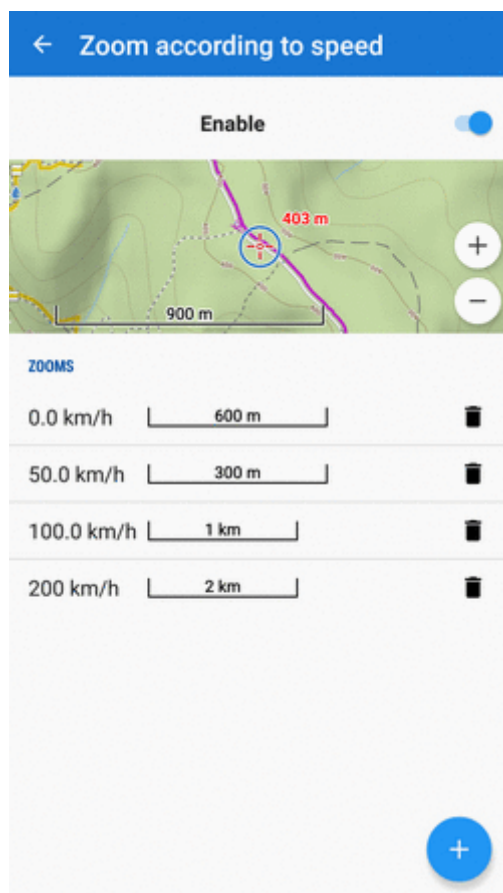 Zoom according to speed
Enable
403 m
900 m
ZOOMS
0.0 km/h 600 m
50.0 km/h 300 m
100.0 km/h 1 km
200 km/h 2 km